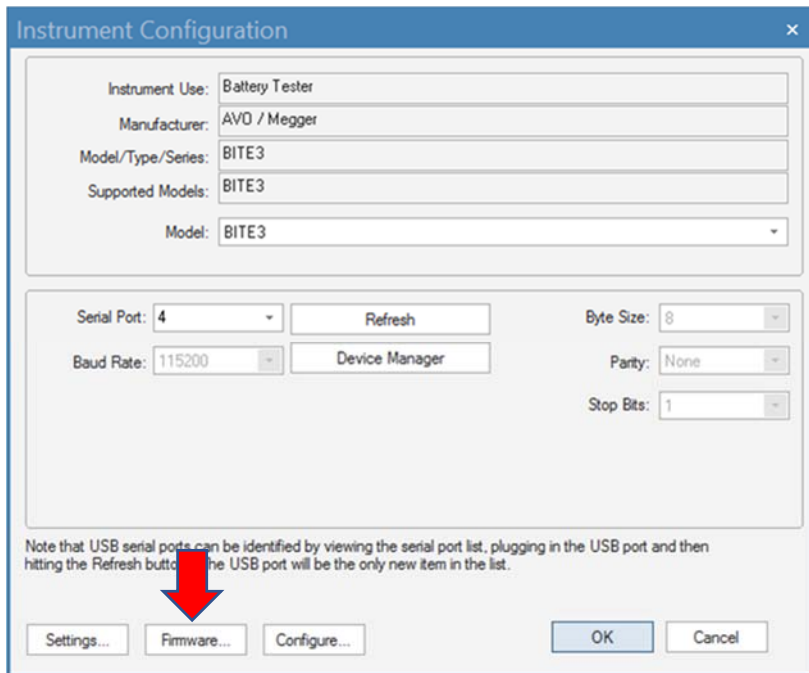 Instrument Configuration
×
Instrument Use: Battery Tester
Manufacturer: AVO / Megger
Model/Type/Series: BITE3
Supported Models: BITE3
Model: BITE3
Serial Port: 4 Refresh Byte Size: 8
Baud Rate: 115200 Device Manager Parity: None
Stop Bits: 1
Note that USB serial ports can be identified by viewing the serial port list, plugging in the USB port and then
hitting the Refresh USB port will be the only new item in the list.
Settings... Firmware... Configure... OK Cancel